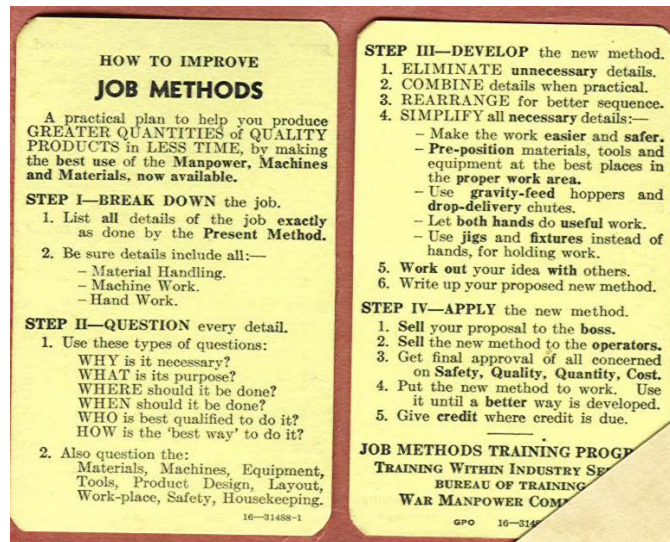 HOW TO IMPROVE
JOB METHODS
A practical plan to help you produce
GREATER QUANTITIES of QUALITY
PRODUCTS in LESS TIME, by making
the best use of the Manpower, Machines
and Materials, now available.
STEP I—BREAK DOWN the job.
1. List all details of the job exactly
as done by the Present Method.
2. Be sure details include all:—
– Material Handling.
– Machine Work.
– Hand Work.
STEP II—QUESTION every detail.
1. Use these types of questions:
WHY is it necessary?
WHAT is its purpose?
WHERE should it be done?
WHEN should it be done?
WHO is best qualified to do it?
HOW is the 'best way' to do it?
2. Also question the:
Materials, Machines, Equipment,
Tools, Product Design, Layout,
Work-place, Safety, Housekeeping.
16—31488-1
STEP III—DEVELOP the new method.
1. ELIMINATE unnecessary details.
2. COMBINE details when practical.
3. REARRANGE for better sequence.
4. SIMPLIFY all necessary details:—
– Make the work easier and safer.
– Pre-position materials, tools and
equipment at the best places in
the proper work area.
– Use gravity-feed hoppers and
drop-delivery chutes.
– Let both hands do useful work.
– Use jigs and fixtures instead of
hands, for holding work.
5. Work out your idea with others.
6. Write up your proposed new method.
STEP IV—APPLY the new method.
1. Sell your proposal to the boss.
2. Sell the new method to the operators.
3. Get final approval of all concerned
on Safety, Quality, Quantity, Cost.
4. Put the new method to work. Use
it until a better way is developed.
5. Give credit where credit is due.
JOB METHODS TRAINING PROGR
TRAINING WITHIN INDUSTRY SE
BUREAU OF TRAINING
WAR MANPOWER COM
GPO 16—314